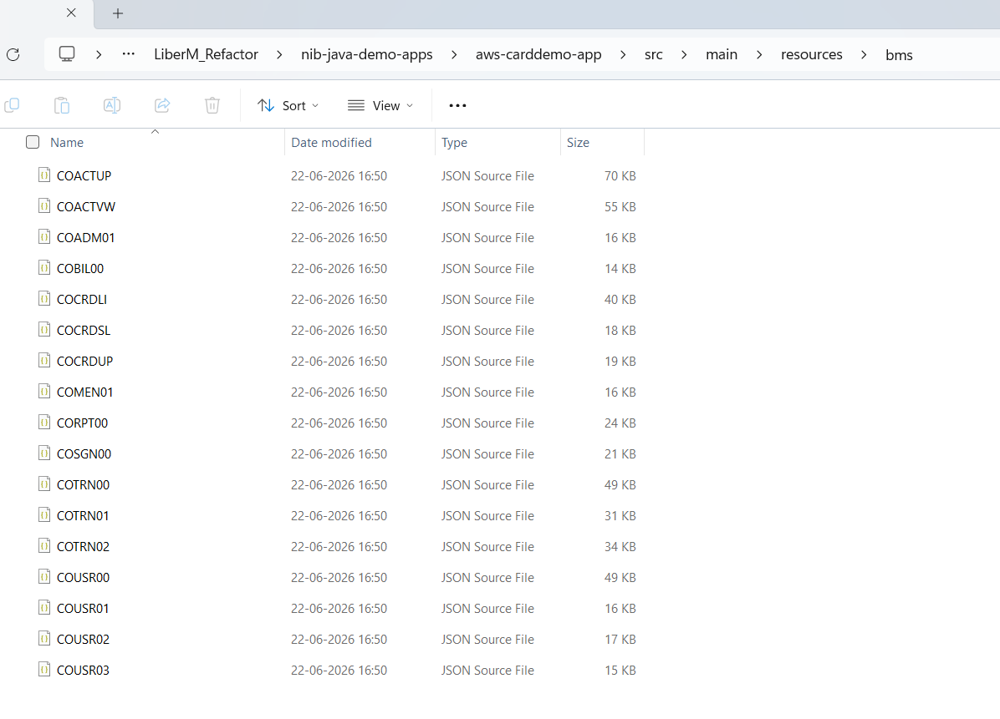 LiberM_Refactor > nib-java-demo-apps > aws-carddemo-app > src > main > resources > bms
Sort View
Name Date modified Type Size
COACTUP 22-06-2026 16:50 JSON Source File 70 KB
COACTVW 22-06-2026 16:50 JSON Source File 55 KB
COADM01 22-06-2026 16:50 JSON Source File 16 KB
COBIL00 22-06-2026 16:50 JSON Source File 14 KB
COCRDLI 22-06-2026 16:50 JSON Source File 40 KB
COCRDSL 22-06-2026 16:50 JSON Source File 18 KB
COCRDUP 22-06-2026 16:50 JSON Source File 19 KB
COMEN01 22-06-2026 16:50 JSON Source File 16 KB
CORPT00 22-06-2026 16:50 JSON Source File 24 KB
COSGN00 22-06-2026 16:50 JSON Source File 21 KB
COTRN00 22-06-2026 16:50 JSON Source File 49 KB
COTRN01 22-06-2026 16:50 JSON Source File 31 KB
COTRN02 22-06-2026 16:50 JSON Source File 34 KB
COUSR00 22-06-2026 16:50 JSON Source File 49 KB
COUSR01 22-06-2026 16:50 JSON Source File 16 KB
COUSR02 22-06-2026 16:50 JSON Source File 17 KB
COUSR03 22-06-2026 16:50 JSON Source File 15 KB